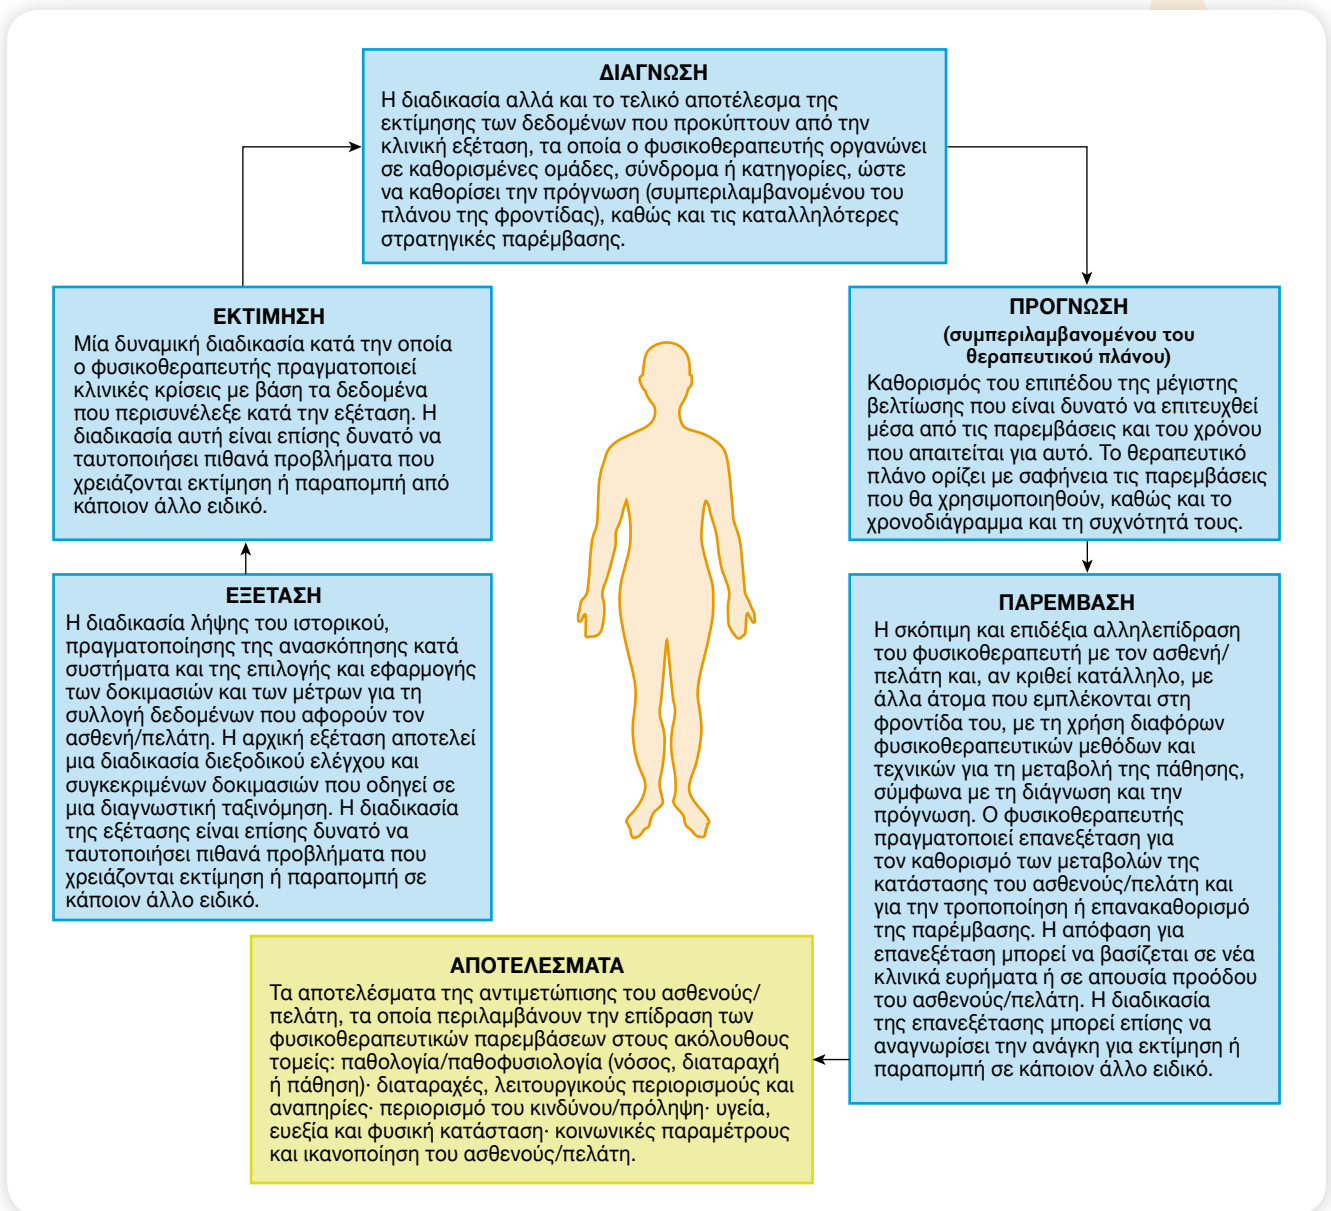 ΔΙΑΓΝΩΣΗ
Η διαδικασία αλλά και το τελικό αποτέλεσμα της
εκτίμησης των δεδομένων που προκύπτουν από την
κλινική εξέταση, τα οποία ο φυσικοθεραπευτής οργανώνει
σε καθορισμένες ομάδες, σύνδρομα ή κατηγορίες, ώστε
να καθορίσει την πρόγνωση (συμπεριλαμβανομένου του
πλάνου της φροντίδας), καθώς και τις καταλληλότερες
στρατηγικές παρέμβασης.
ΕΚΤΙΜΗΣΗ
Μία δυναμική διαδικασία κατά την οποία
ο φυσικοθεραπευτής πραγματοποιεί
κλινικές κρίσεις με βάση τα δεδομένα
που περισυνέλεξε κατά την εξέταση. Η
διαδικασία αυτή είναι επίσης δυνατό να
ταυτοποιήσει πιθανά προβλήματα που
χρειάζονται εκτίμηση ή παραπομπή από
κάποιον άλλο ειδικό.
ΠΡΟΓΝΩΣΗ
(συμπεριλαμβανομένου του
θεραπευτικού πλάνου)
Καθορισμός του επιπέδου της μέγιστης
βελτίωσης που είναι δυνατό να επιτευχθεί
μέσα από τις παρεμβάσεις και του χρόνου
που απαιτείται για αυτό. Το θεραπευτικό
πλάνο ορίζει με σαφήνεια τις παρεμβάσεις
που θα χρησιμοποιηθούν, καθώς και το
χρονοδιάγραμμα και τη συχνότητά τους.
ΕΞΕΤΑΣΗ
Η διαδικασία λήψης του ιστορικού,
πραγματοποίησης της ανασκόπησης κατά
συστήματα και της επιλογής και εφαρμογής
των δοκιμασιών και των μέτρων για τη
συλλογή δεδομένων που αφορούν τον
ασθενή/πελάτη. Η αρχική εξέταση αποτελεί
μια διαδικασία διεξοδικού ελέγχου και
συγκεκριμένων δοκιμασιών που οδηγεί σε
μια διαγνωστική ταξινόμηση. Η διαδικασία
της εξέτασης είναι επίσης δυνατό να
ταυτοποιήσει πιθανά προβλήματα που
χρειάζονται εκτίμηση ή παραπομπή σε
κάποιον άλλο ειδικό.
ΠΑΡΕΜΒΑΣΗ
Η σκόπιμη και επιδέξια αλληλεπίδραση
του φυσικοθεραπευτή με τον ασθενή/
πελάτη και, αν κριθεί κατάλληλο, με
άλλα άτομα που εμπλέκονται στη
φροντίδα του, με τη χρήση διαφόρων
φυσικοθεραπευτικών μεθόδων και
τεχνικών για τη μεταβολή της πάθησης,
σύμφωνα με τη διάγνωση και την
πρόγνωση. Ο φυσικοθεραπευτής
πραγματοποιεί επανεξέταση για
τον καθορισμό των μεταβολών της
κατάστασης του ασθενούς/πελάτη και
για την τροποποίηση ή επανακαθορισμό
της παρέμβασης. Η απόφαση για
επανεξέταση μπορεί να βασίζεται σε νέα
κλινικά ευρήματα ή σε απουσία προόδου
του ασθενούς/πελάτη. Η διαδικασία
της επανεξέτασης μπορεί επίσης να
αναγνωρίσει την ανάγκη για εκτίμηση ή
παραπομπή σε κάποιον άλλο ειδικό.
ΑΠΟΤΕΛΕΣΜΑΤΑ
Τα αποτελέσματα της αντιμετώπισης του ασθενούς/
πελάτη, τα οποία περιλαμβάνουν την επίδραση των
φυσικοθεραπευτικών παρεμβάσεων στους ακόλουθους
τομείς: παθολογία/παθοφυσιολογία (νόσος, διαταραχή
ή πάθηση)· διαταραχές, λειτουργικούς περιορισμούς και
αναπηρίες· περιορισμό του κινδύνου/πρόληψη· υγεία,
ευεξία και φυσική κατάσταση· κοινωνικές παραμέτρους
και ικανοποίηση του ασθενούς/πελάτη.